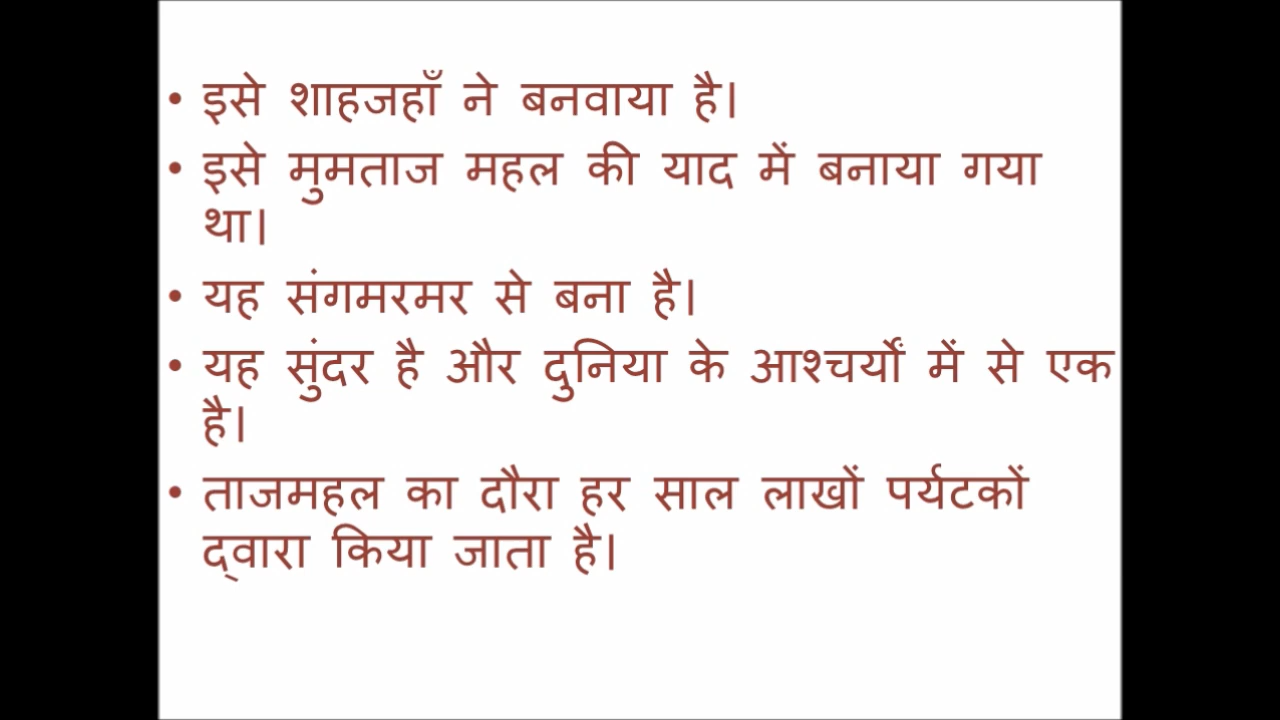 • इसे शाहजहाँ ने बनवाया है।
• इसे मुमताज महल की याद में बनाया गया
था।
• यह संगमरमर से बना है।
• यह सुंदर है और दुनिया के आश्चर्यों में से एक
है।
• ताजमहल का दौरा हर साल लाखों पर्यटकों
द्वारा किया जाता है।